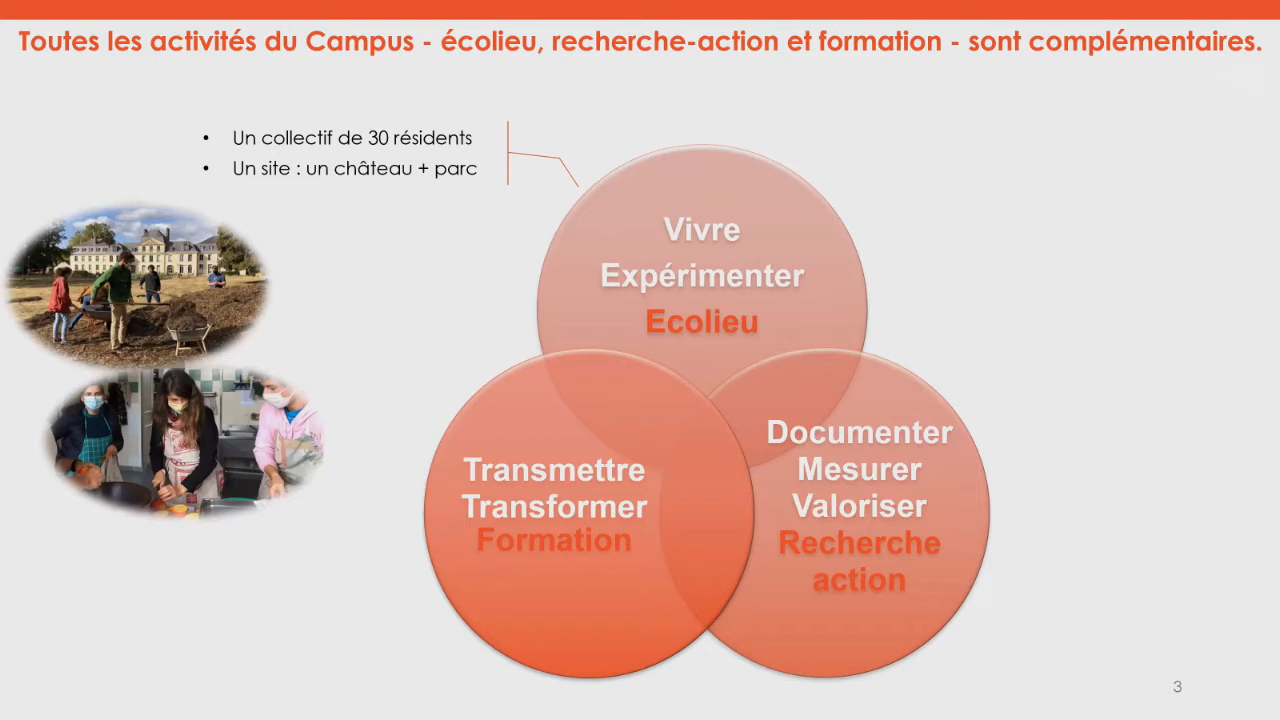 Toutes les activités du Campus - écolieu, recherche-action et formation - sont complémentaires.
• Un collectif de 30 résidents
• Un site : un château + parc
Vivre
Expérimenter
Ecolieu
Transmettre
Transformer
Formation
Documenter
Mesurer
Valoriser
Recherche
action
3